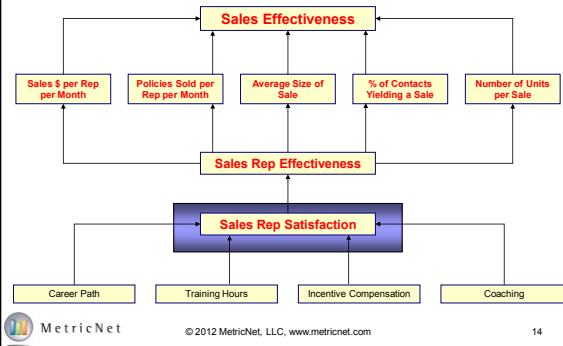 Sales Effectiveness
Sales $ per Rep
per Month
Policies Sold per
Rep per Month
Average Size of
Sale
% of Contacts
Yielding a Sale
Number of Units
per Sale
Sales Rep Effectiveness
Sales Rep Satisfaction
Career Path
Training Hours
Incentive Compensation
Coaching
MetricNet
© 2012 MetricNet, LLC, www.metricnet.com
14